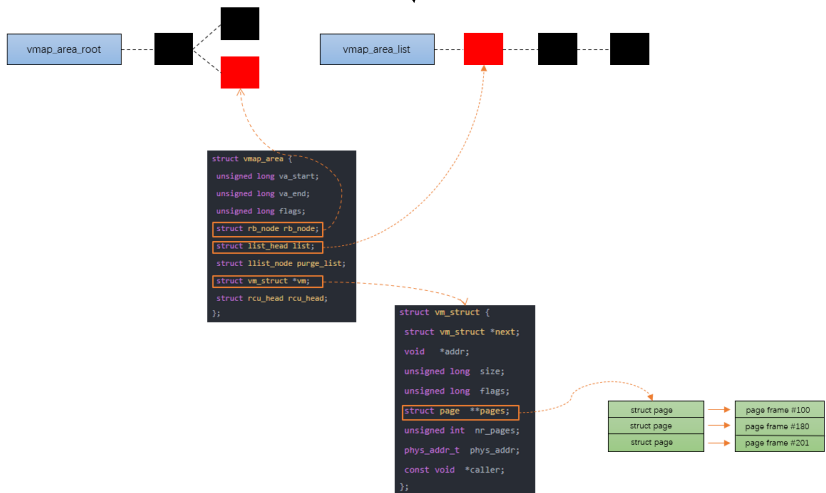 vmap_area_root
vmap_area_list
struct vmap_area {
unsigned long va_start;
unsigned long va_end;
unsigned long flags;
struct rb_node rb_node;
struct list_head list;
struct llist_node purge_list;
struct vm_struct *vm;
struct rcu_head rcu_head;
};
struct vm_struct {
struct vm_struct *next;
void   *addr;
unsigned long  size;
unsigned long  flags;
struct page  **pages;
unsigned int  nr_pages;
phys_addr_t  phys_addr;
const void  *caller;
};
struct page page frame #100
struct page page frame #180
struct page page frame #201